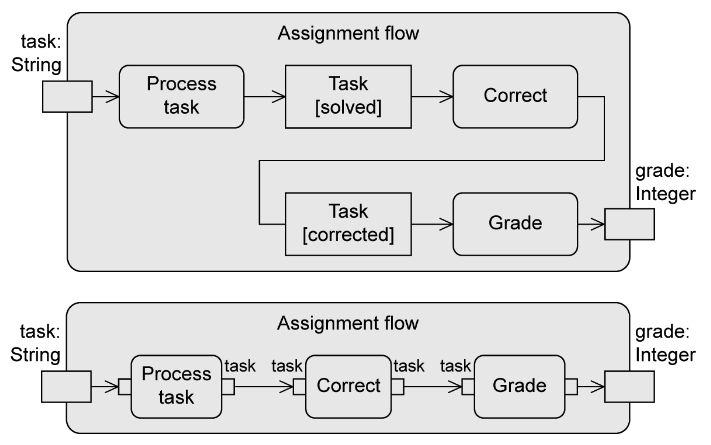 Assignment flow
task:
String
Process
task
Task
[solved]
Correct
grade:
Integer
Task
[corrected]
Grade
Assignment flow
task:
String
grade:
Integer
Process
task
task
task
Correct
task
task
Grade